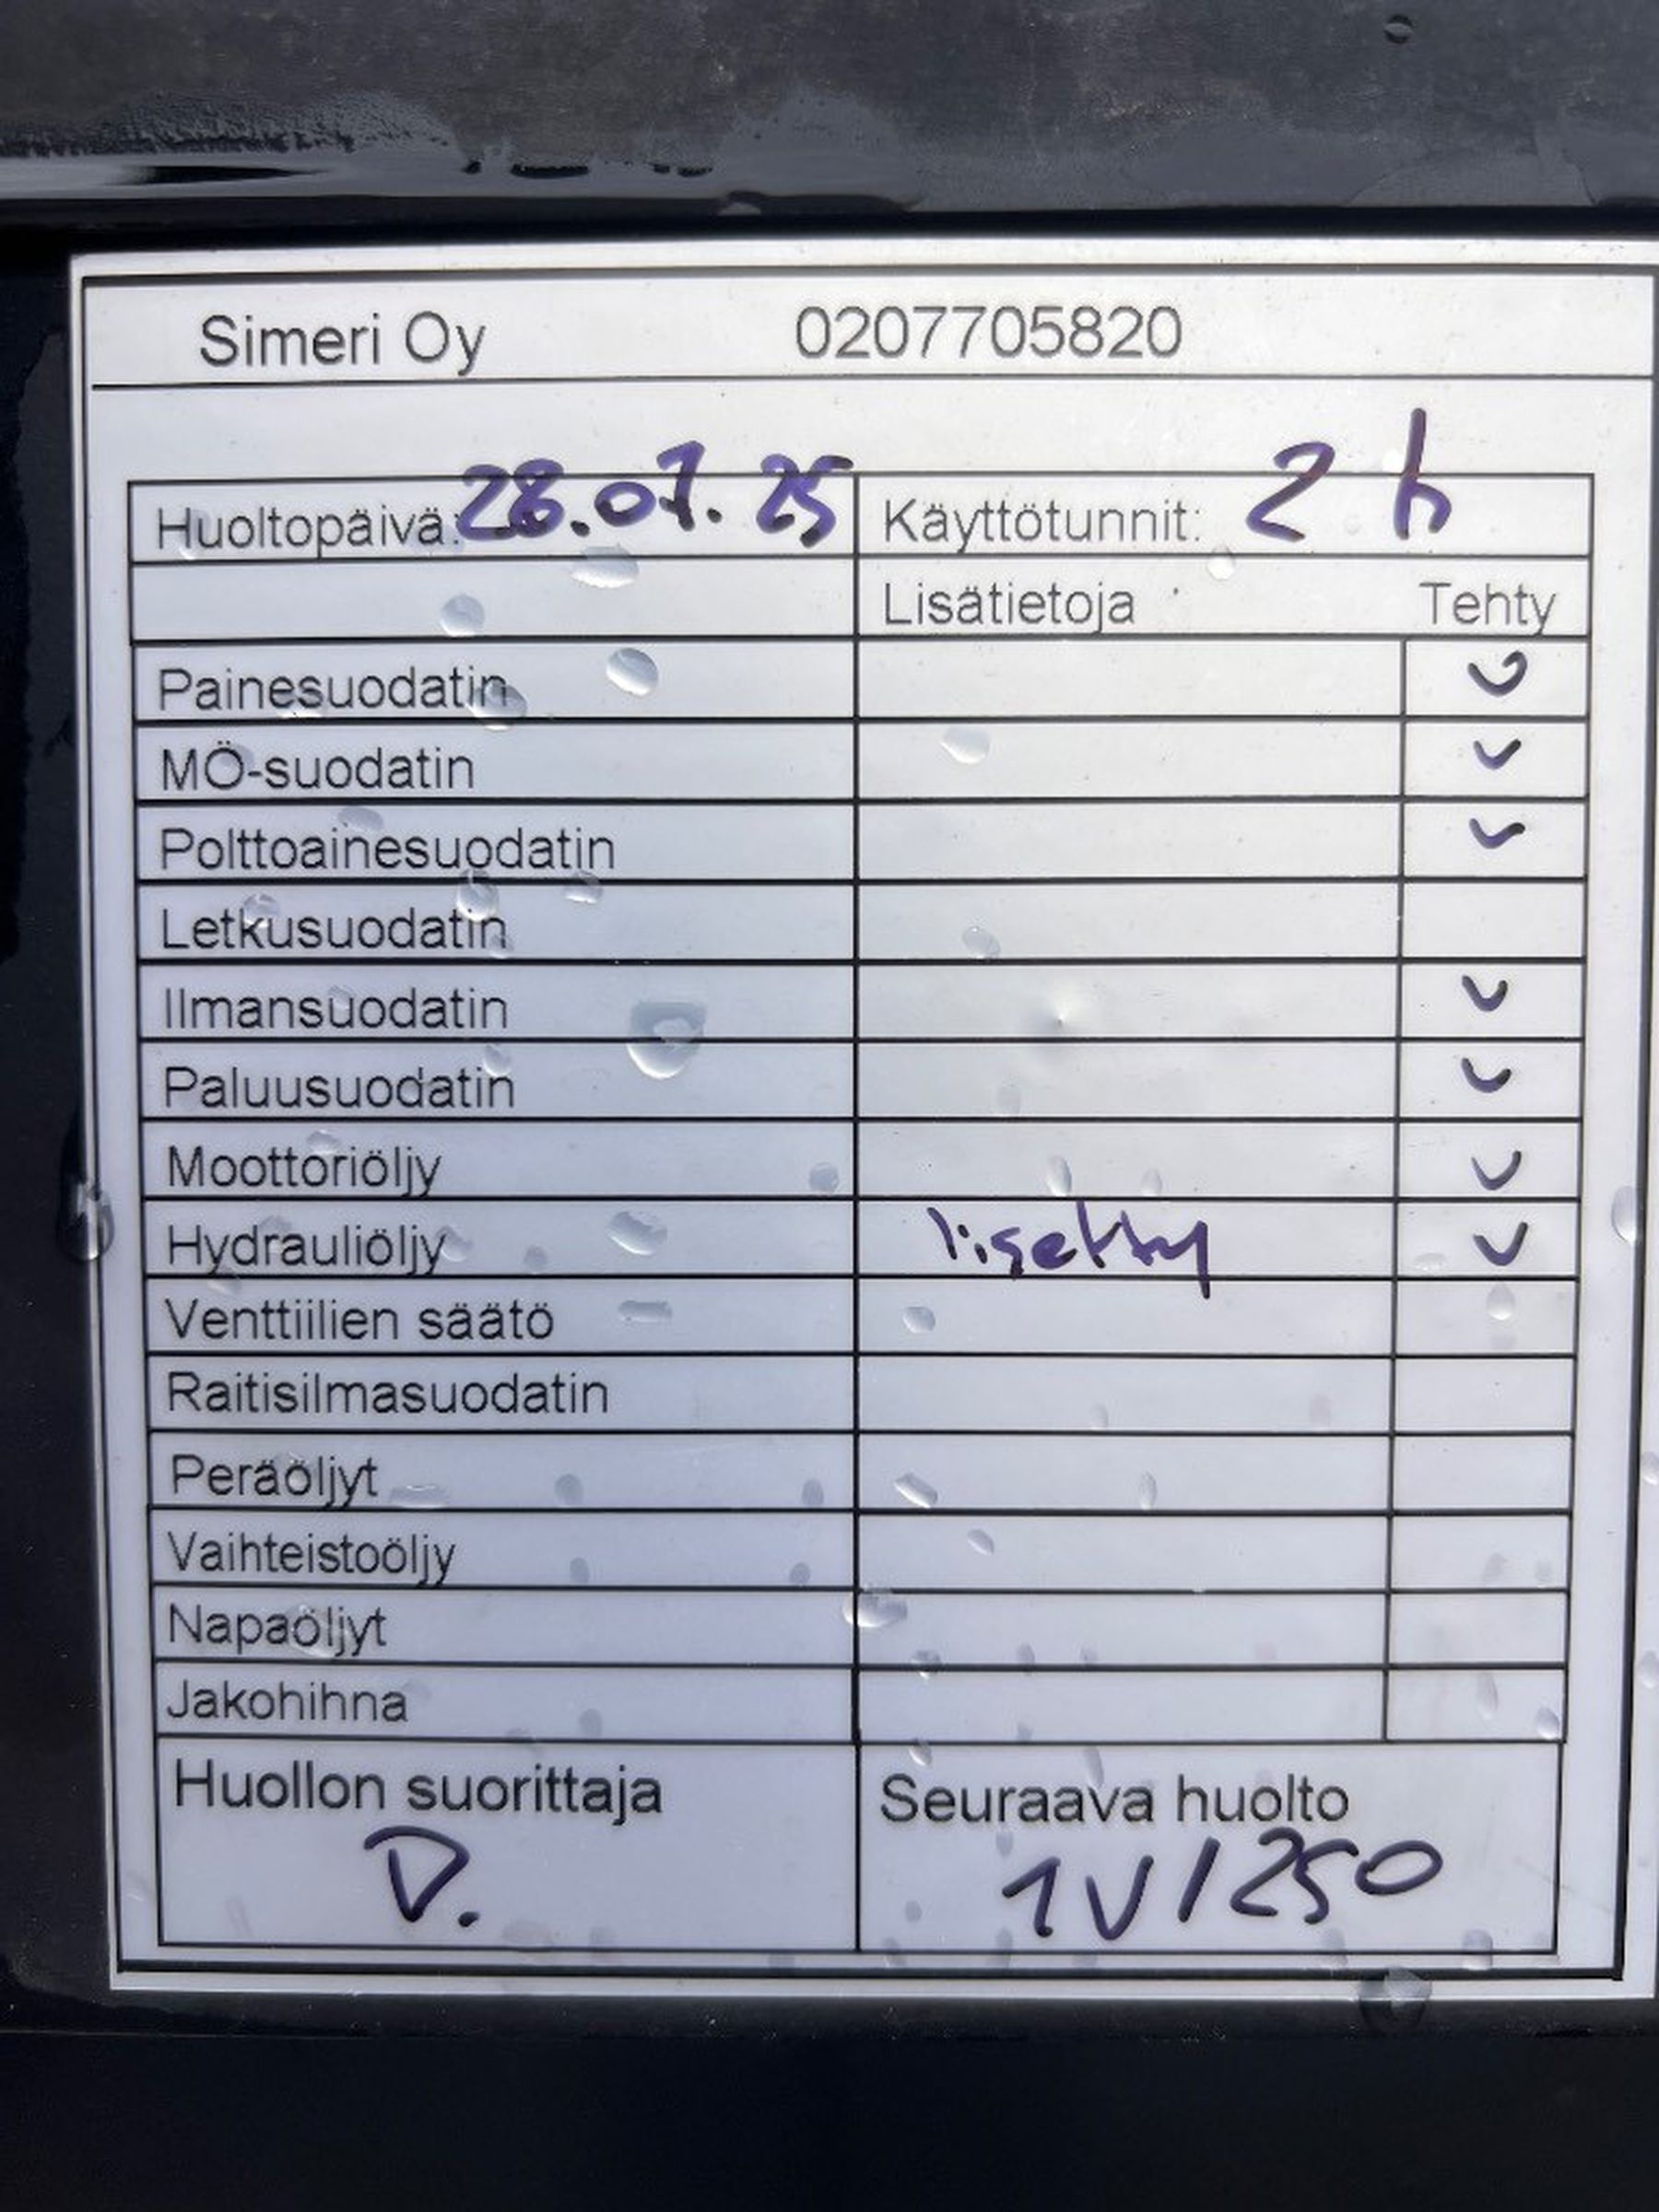 Simeri Oy 0207705820
Huoltopäivä: 28.07.25 Käyttötunnit: 2 h
Lisätietoja Tehty
Painesuodatin
MÖ-suodatin
Polttoainesuodatin
Letkusuodatin
Ilmansuodatin
Paluusuodatin
Moottoriöljy
Hydrauliöljy lisetty
Venttiilien säätö
Raitisilmasuodatin
Peräöljyt
Vaihteistoöljy
Napaöljyt
Jakohihna
Huollon suorittaja Seuraava huolto
D. 1V/250